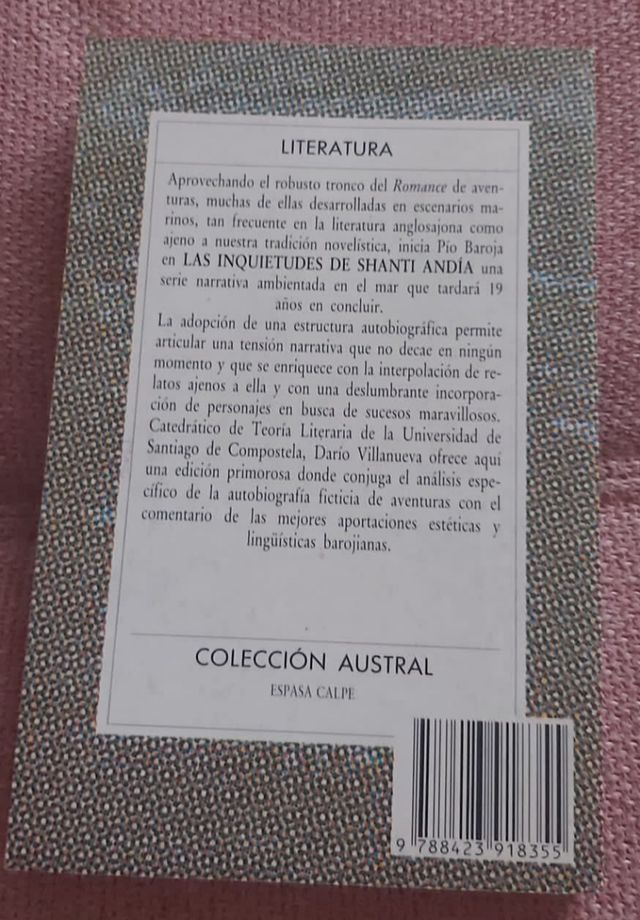 LITERATURA
Aprovechando el robusto tronco del Romance de aven-
turas, muchas de ellas desarrolladas en escenarios ma-
rinos, tan frecuente en la literatura anglosajona como
ajeno a nuestra tradición novelística, inicia Pío Baroja
en LAS INQUIETUDES DE SHANTI ANDÍA una
serie narrativa ambientada en el mar que tardará 19
años en concluir.
La adopción de una estructura autobiográfica permite
articular una tensión narrativa que no decae en ningún
momento y que se enriquece con la interpolación de re-
latos ajenos a ella y con una deslumbrante incorpora-
ción de personajes en busca de sucesos maravillosos.
Catedrático de Teoría Literaria de la Universidad de
Santiago de Compostela, Darío Villanueva ofrece aquí
una edición primorosa donde conjuga el análisis espe-
cífico de la autobiografía ficticia de aventuras con el
comentario de las mejores aportaciones estéticas y
lingüísticas barojianas.
COLECCIÓN AUSTRAL
ESPASA CALPE
9 788423 918355